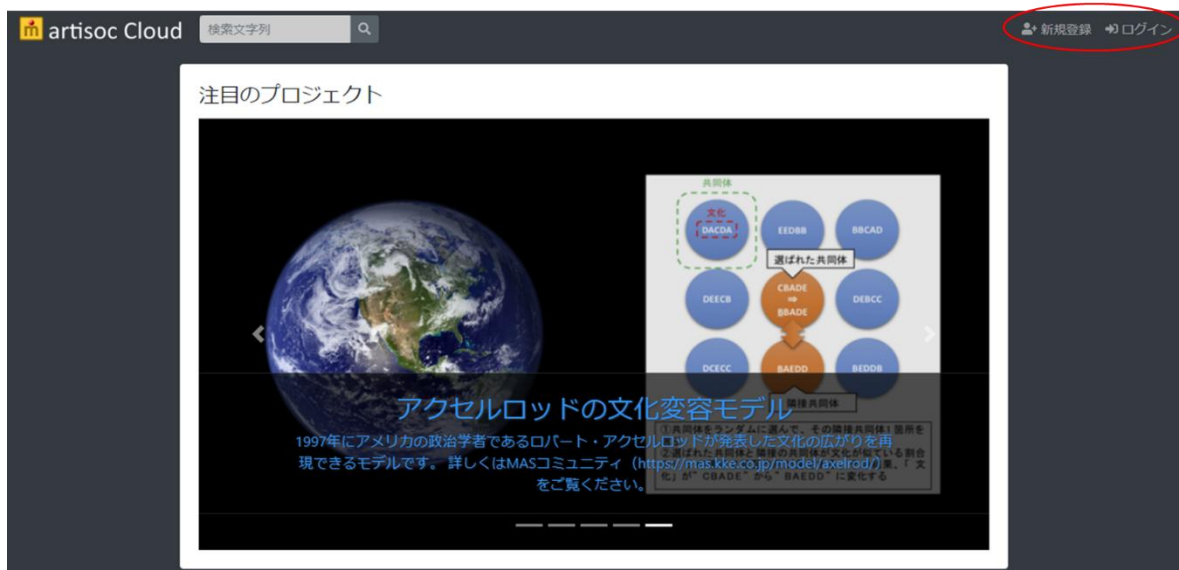 artisoc Cloud
検索文字列
新規登録
ログイン
注目のプロジェクト
共同体
文化
DACDA
EEDBB
BBCAD
選ばれた共同体
DEECB
CBADE
⇒
BBADE
DEBCC
DCECC
BAEDD
BEDDB
隣接共同体
アクセルロッドの文化変容モデル
1997年にアメリカの政治学者であるロバート・アクセルロッドが発表した文化の広がりを再
現できるモデルです。 詳しくはMASコミュニティ（https://mas.kke.co.jp/model/axelrod/）
をご覧ください。
①共同体をランダムに選んで、その隣接共同体1箇所を
②選ばれた共同体と隣接の共同体が文化が似ている割合
果、「 文
化」が" CBADE" から" BAEDD" に変化する